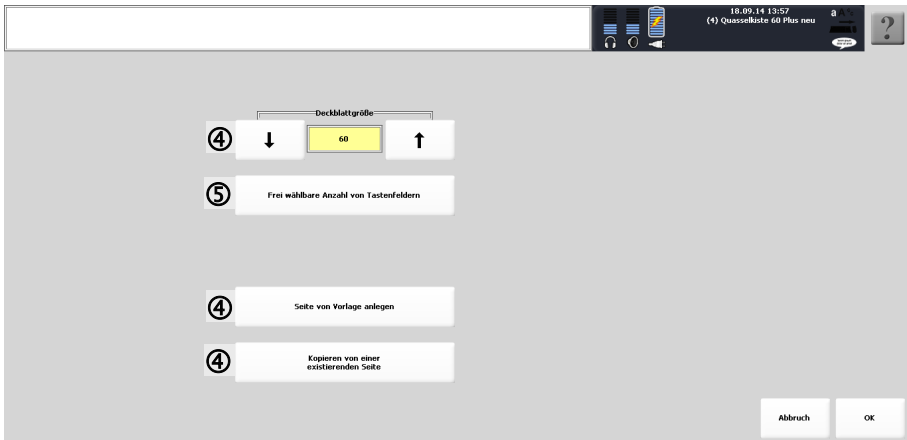 18.09.14 13:57
(4) Quasselkiste 60 Plus neu
a
?
Deckblattgröße
④ ↓ 60 ↑
⑤ Frei wählbare Anzahl von Tastenfeldern
④ Seite von Vorlage anlegen
④ Kopieren von einer
existierenden Seite
Abbruch OK